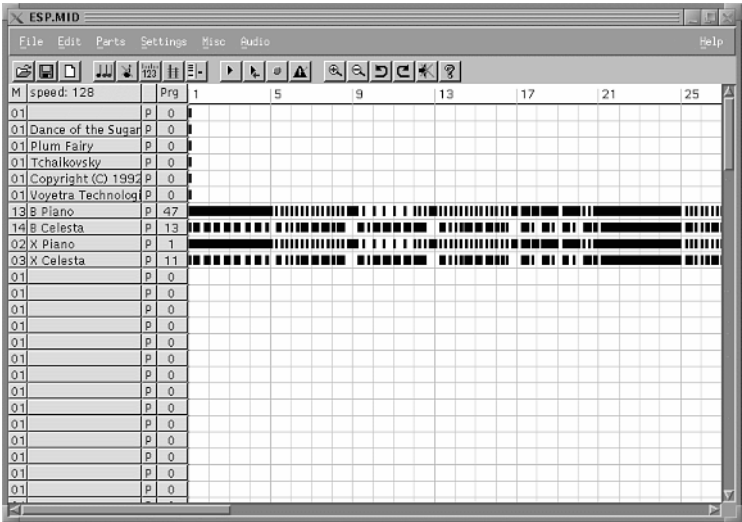 ESP.MID
File Edit Parts Settings Misc Audio Help
123
M speed: 128 Prg 1 5 9 13 17 21 25
01 P 0
01 Dance of the Sugar P 0
01 Plum Fairy P 0
01 Tchaikovsky P 0
01 Copyright (C) 1992 P 0
01 Voyetra Technologi P 0
13 B Piano P 47
14 B Celesta P 13
02 X Piano P 1
03 X Celesta P 11
01 P 0
01 P 0
01 P 0
01 P 0
01 P 0
01 P 0
01 P 0
01 P 0
01 P 0
01 P 0
01 P 0
01 P 0
01 P 0
01 P 0